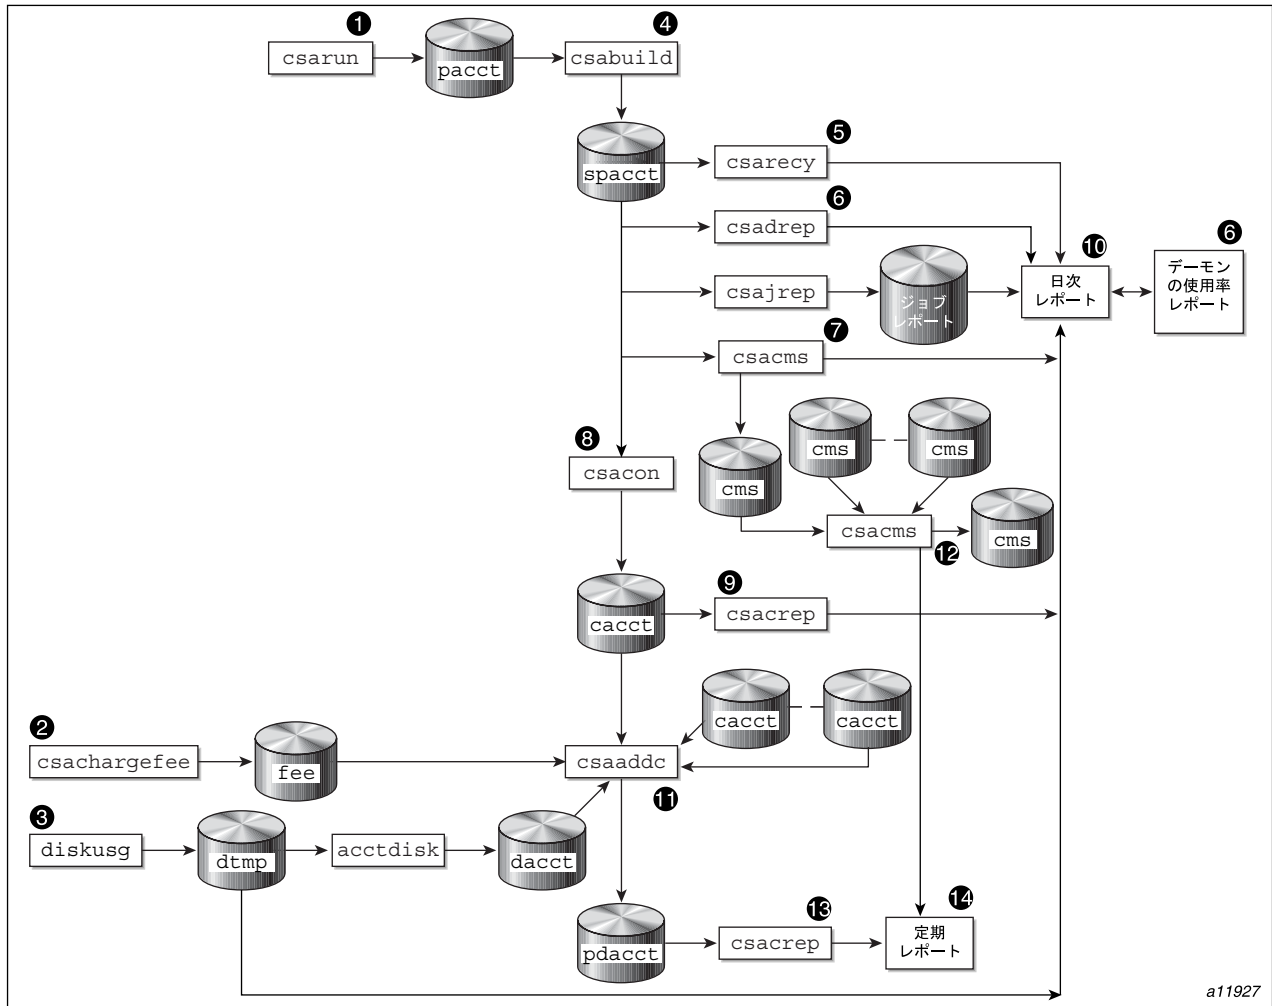 1
4
csarun
pacct
csabuild
5
spacct
csarecy
6
csadrep
10
6
csajrep
ジョブ
レポート
日次
レポート
デーモン
の使用率
レポート
7
csacms
8
csacon
cms
cms
cms
csacms
12
cms
9
cacct
csacrep
2
csachargefee
fee
cacct
cacct
csaaddc
11
3
diskusg
dtmp
acctdisk
dacct
13
14
pdacct
csacrep
定期
レポート
a11927